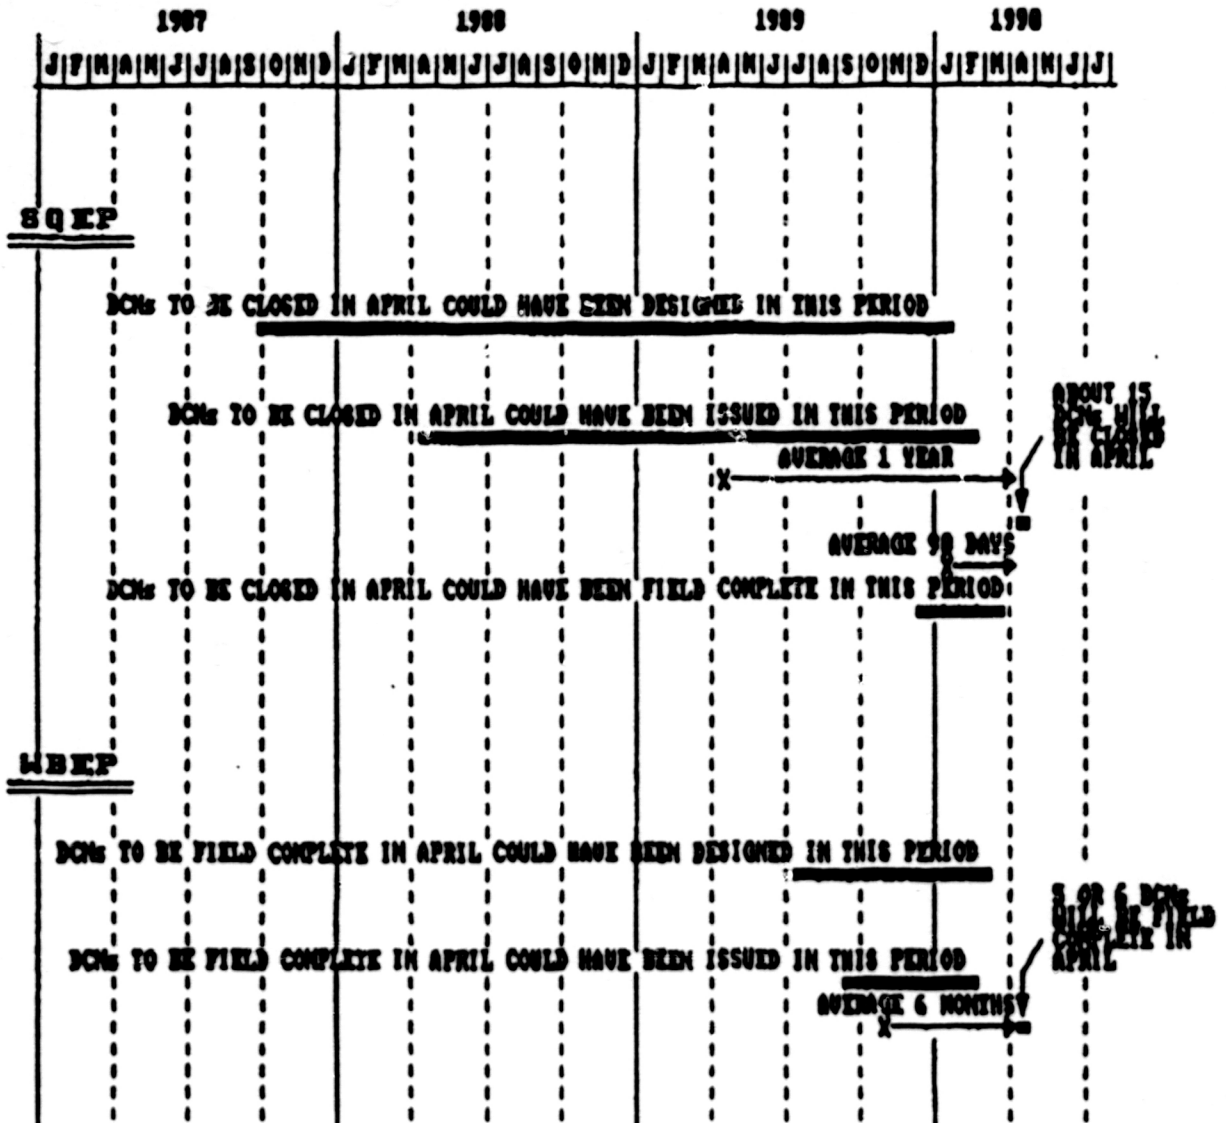 1987 1988 1989 1990
J|F|M|A|M|J|J|A|S|O|N|D J|F|M|A|M|J|J|A|S|O|N|D J|F|M|A|M|J|J|A|S|O|N|D J|F|M|A|M|J|J|
SQEP
DCNs TO BE CLOSED IN APRIL COULD HAVE BEEN DESIGNED IN THIS PERIOD
DCNs TO BE CLOSED IN APRIL COULD HAVE BEEN ISSUED IN THIS PERIOD
ABOUT 15
DCNs WILL
BE CLOSED
IN APRIL
AVERAGE 1 YEAR
X
AVERAGE 90 DAYS
X
DCNs TO BE CLOSED IN APRIL COULD HAVE BEEN FIELD COMPLETE IN THIS PERIOD
WBEP
DCNs TO BE FIELD COMPLETE IN APRIL COULD HAVE BEEN DESIGNED IN THIS PERIOD
5 OR 6 DCNs
WILL BE FIELD
COMPLETE IN
APRIL
DCNs TO BE FIELD COMPLETE IN APRIL COULD HAVE BEEN ISSUED IN THIS PERIOD
AVERAGE 6 MONTHS
X